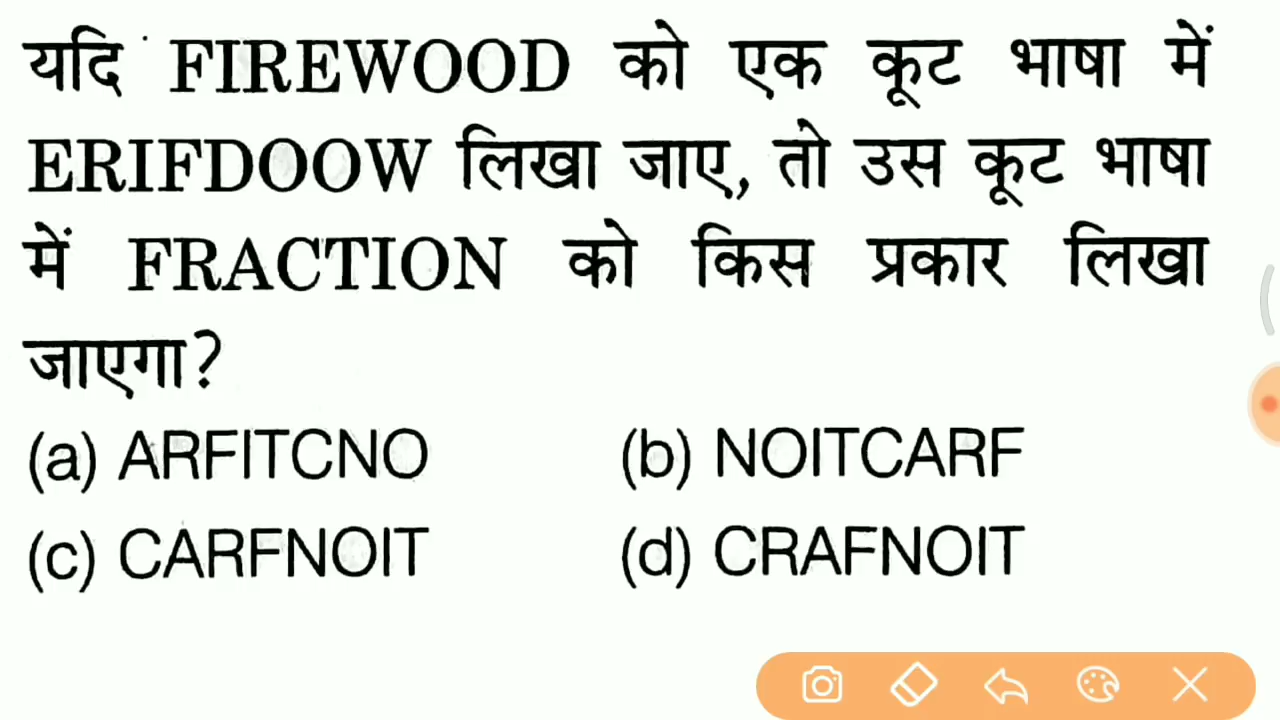 यदि FIREWOOD को एक कूट भाषा में
ERIFDOOW लिखा जाए, तो उस कूट भाषा
में FRACTION को किस प्रकार लिखा
जाएगा?
(a) ARFITCNO (b) NOITCARF
(c) CARFNOIT (d) CRAFNOIT